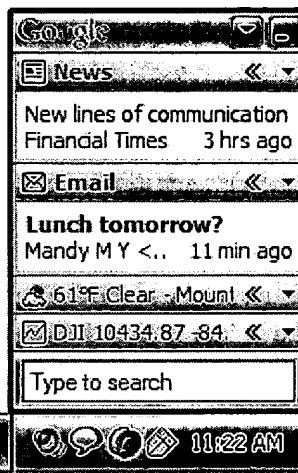 Google
News
New lines of communication
Financial Times 3 hrs ago
Email
Lunch tomorrow?
Mandy M Y <.. 11 min ago
61°F Clear - Mount
DJI 10434.87 -84.
Type to search
11:22 AM